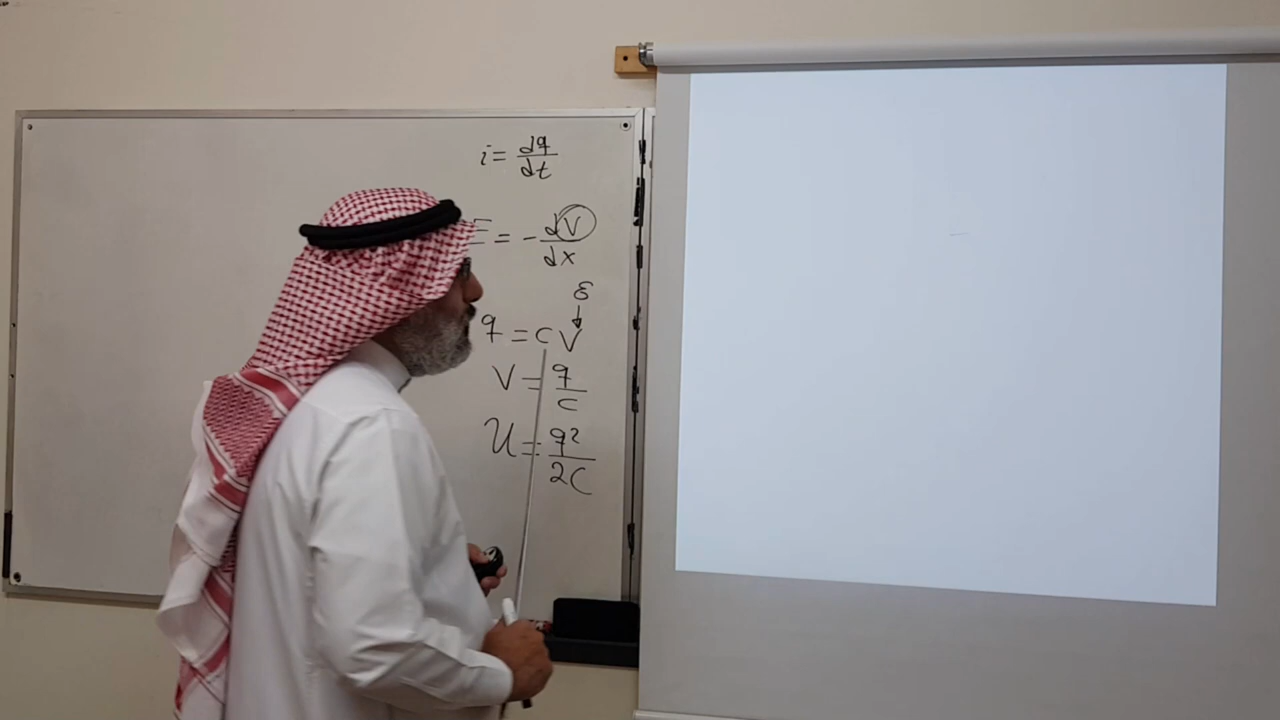 i = dq/dt
E = - dV/dx
ε
↓
q = CV
V = q/C
U = q²/2C